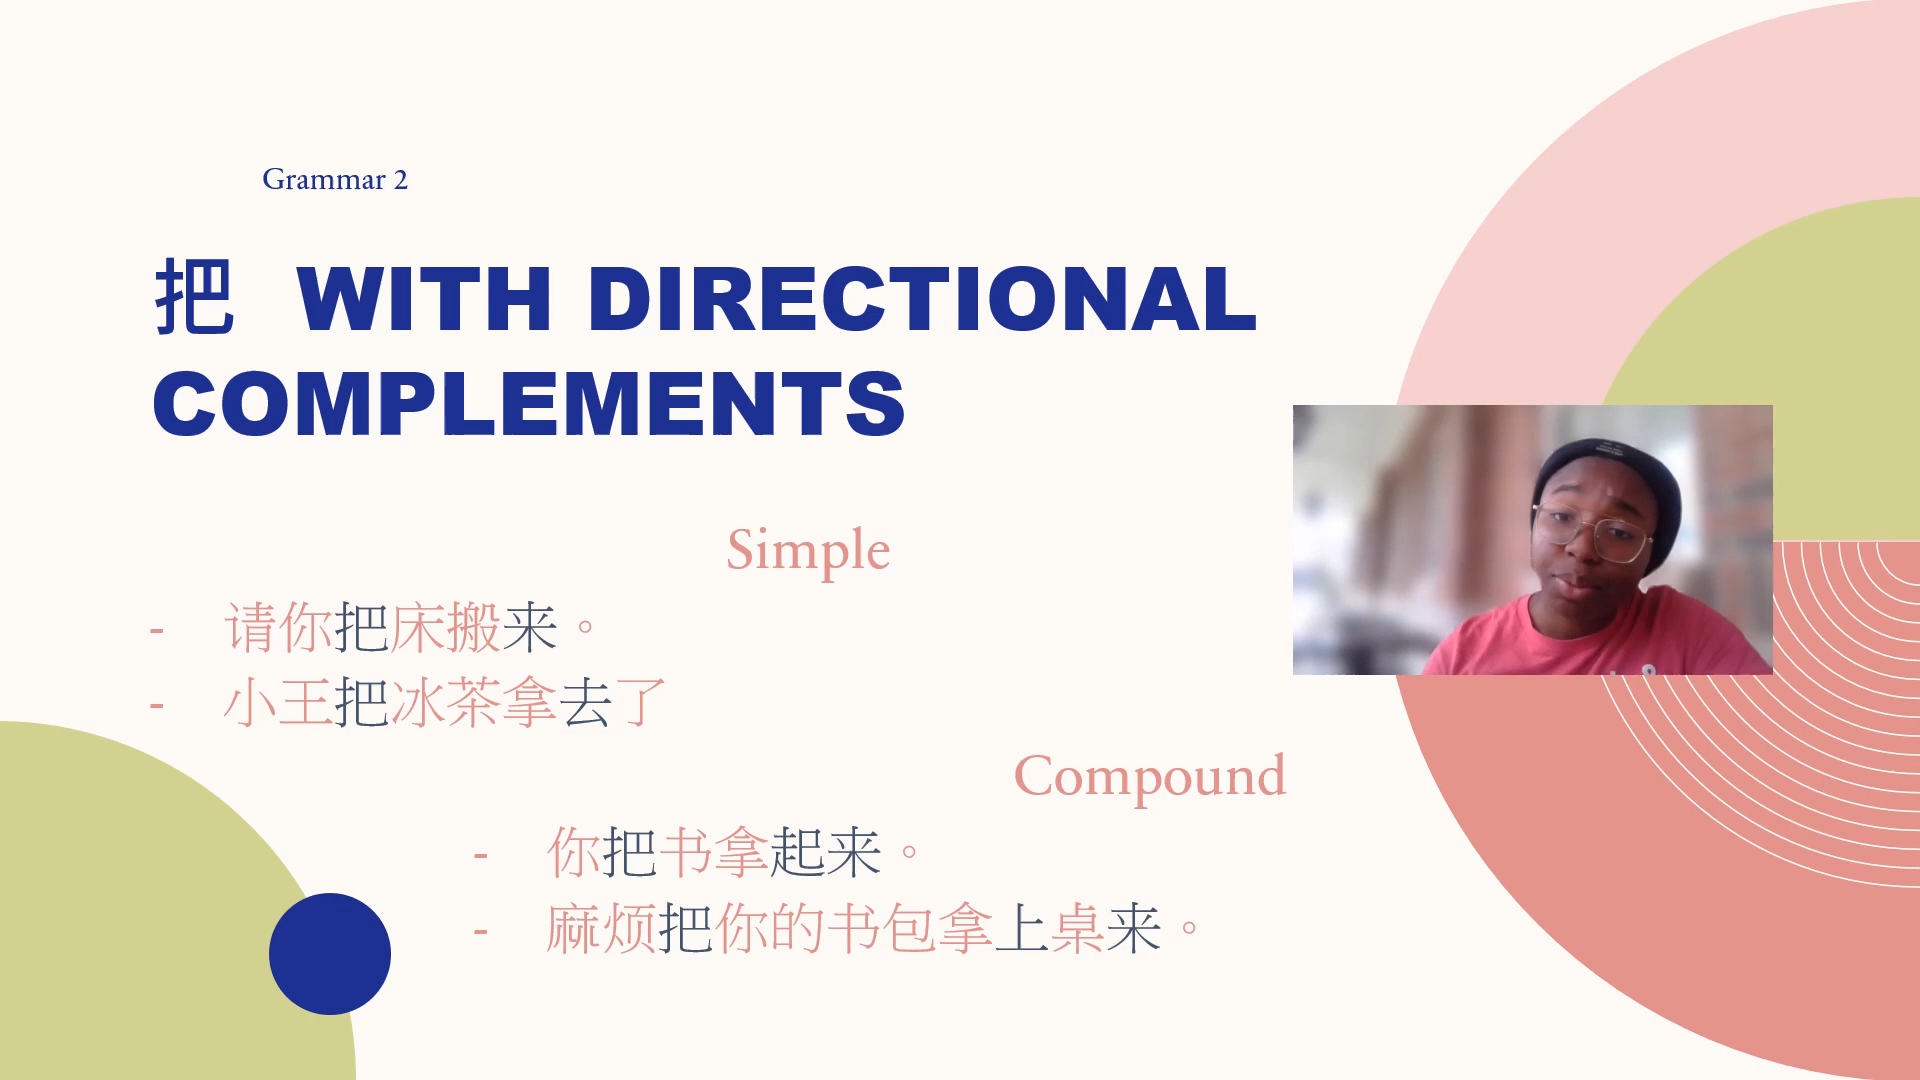 Grammar 2
把 WITH DIRECTIONAL
COMPLEMENTS
Simple
- 请你把床搬来。
- 小王把冰茶拿去了
Compound
- 你把书拿起来。
- 麻烦把你的书包拿上桌来。